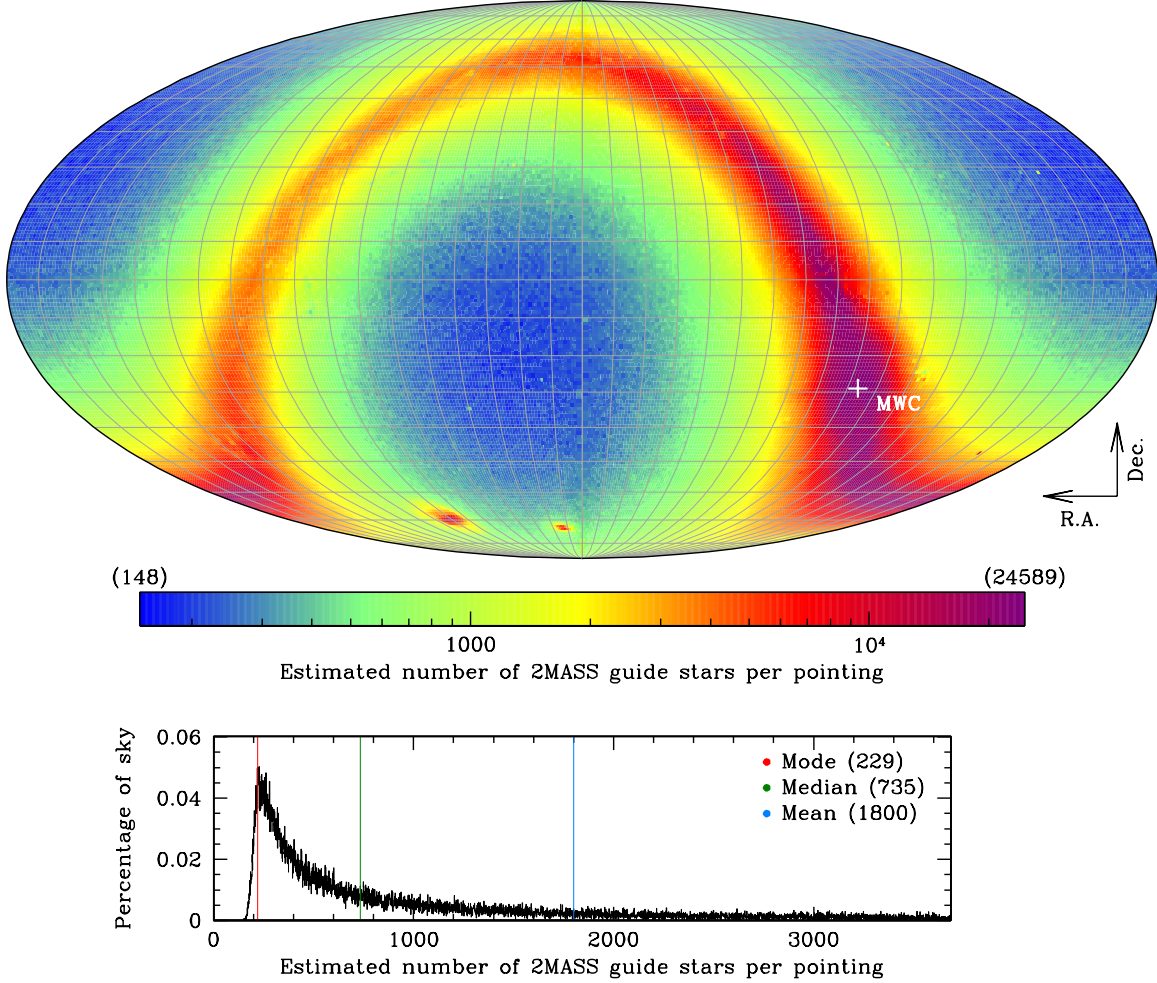 MWC
Dec.
R.A.
(148) (24589)
1000 10⁴
Estimated number of 2MASS guide stars per pointing
Percentage of sky
0.06
0.04
0.02
0
Mode (229)
Median (735)
Mean (1800)
0 1000 2000 3000
Estimated number of 2MASS guide stars per pointing